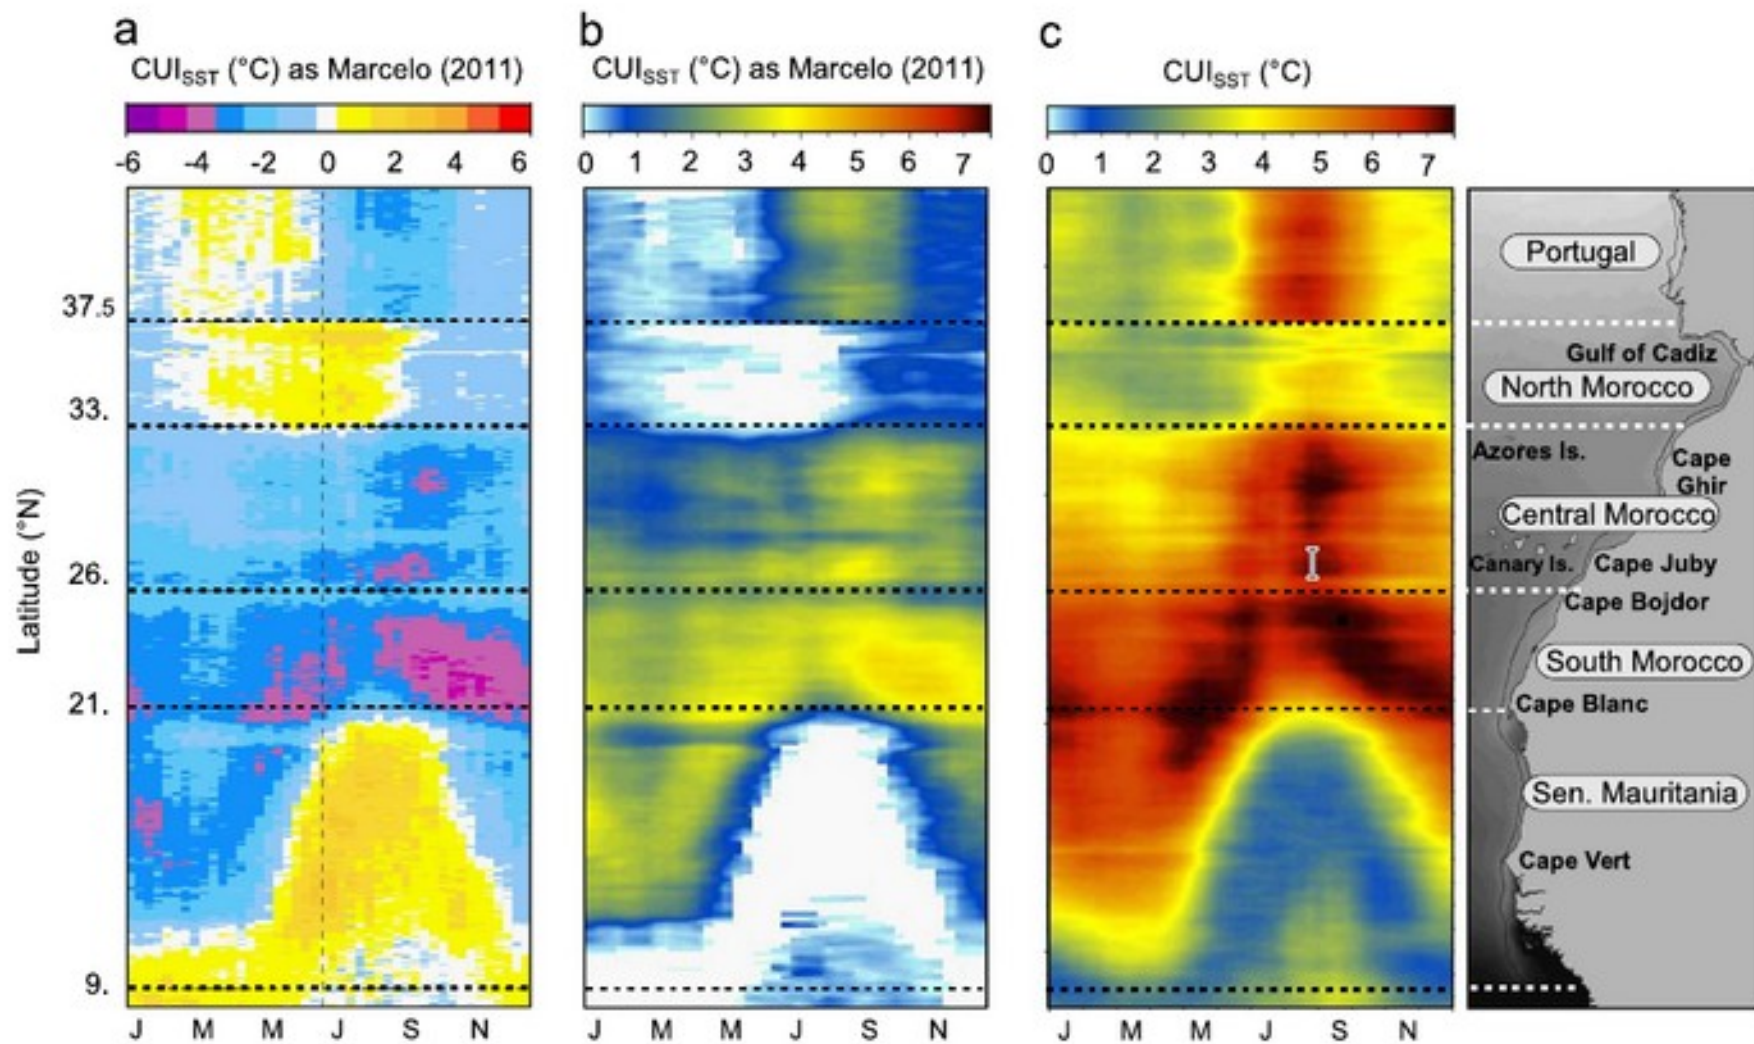 a
CUI_SST (°C) as Marcelo (2011)
-6 -4 -2 0 2 4 6
b
CUI_SST (°C) as Marcelo (2011)
0 1 2 3 4 5 6 7
c
CUI_SST (°C)
0 1 2 3 4 5 6 7
Latitude (°N)
37.5
33.
26.
21.
9.
J M M J S N
J M M J S N
J M M J S N
Portugal
Gulf of Cadiz
North Morocco
Azores Is.
Cape
Ghir
Central Morocco
Canary Is. Cape Juby
Cape Bojdor
South Morocco
Cape Blanc
Sen. Mauritania
Cape Vert